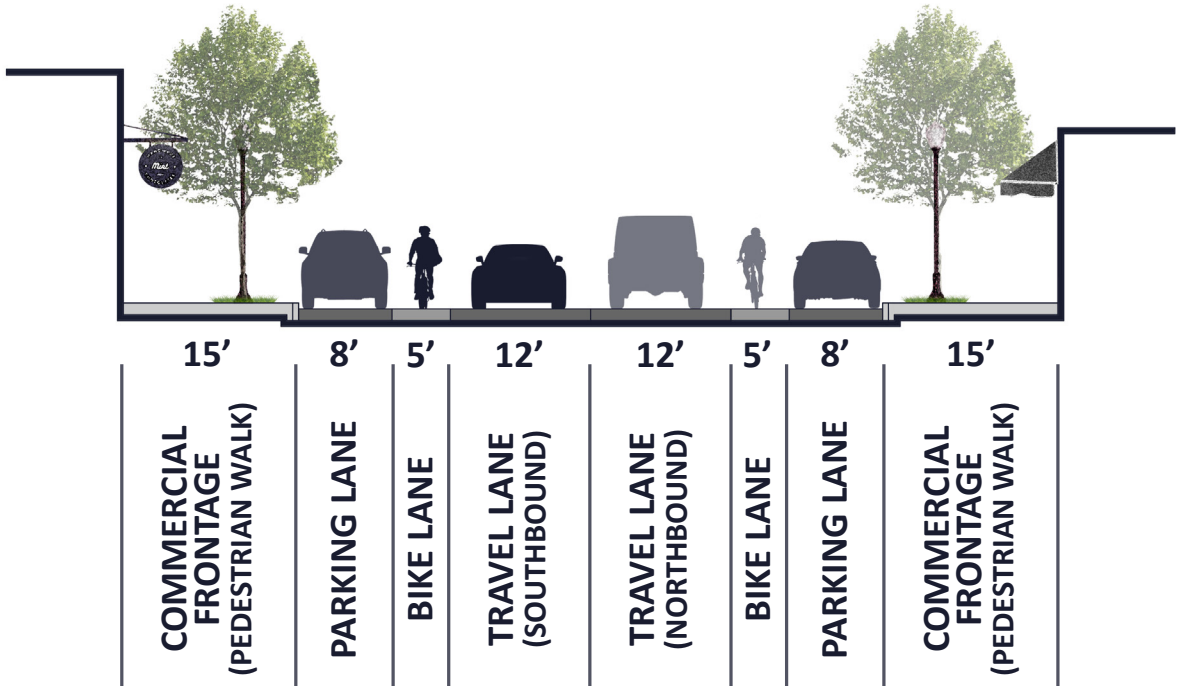 Mwt
15’
8’
5’
12’
12’
5’
8’
15’
COMMERCIAL
FRONTAGE
(PEDESTRIAN WALK)
PARKING LANE
BIKE LANE
TRAVEL LANE
(SOUTHBOUND)
TRAVEL LANE
(NORTHBOUND)
BIKE LANE
PARKING LANE
COMMERCIAL
FRONTAGE
(PEDESTRIAN WALK)